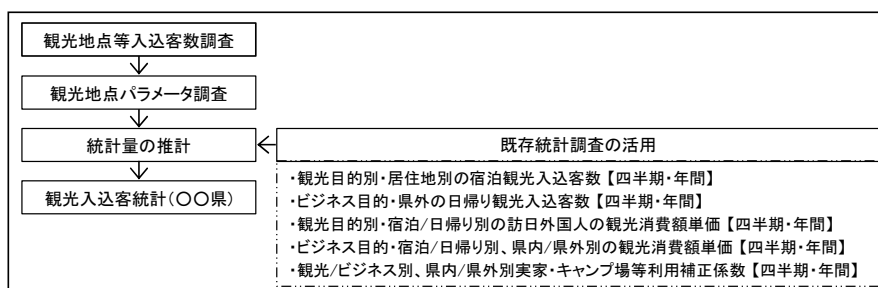 観光地点等入込客数調査
観光地点パラメータ調査
統計量の推計
既存統計調査の活用
観光入込客統計(〇〇県)
・観光目的別・居住地別の宿泊観光入込客数【四半期・年間】
・ビジネス目的・県外の日帰り観光入込客数【四半期・年間】
・観光目的別・宿泊/日帰り別の訪日外国人の観光消費額単価【四半期・年間】
・ビジネス目的・宿泊/日帰り別、県内/県外別の観光消費額単価【四半期・年間】
・観光/ビジネス別、県内/県外別実家・キャンプ場等利用補正係数【四半期・年間】